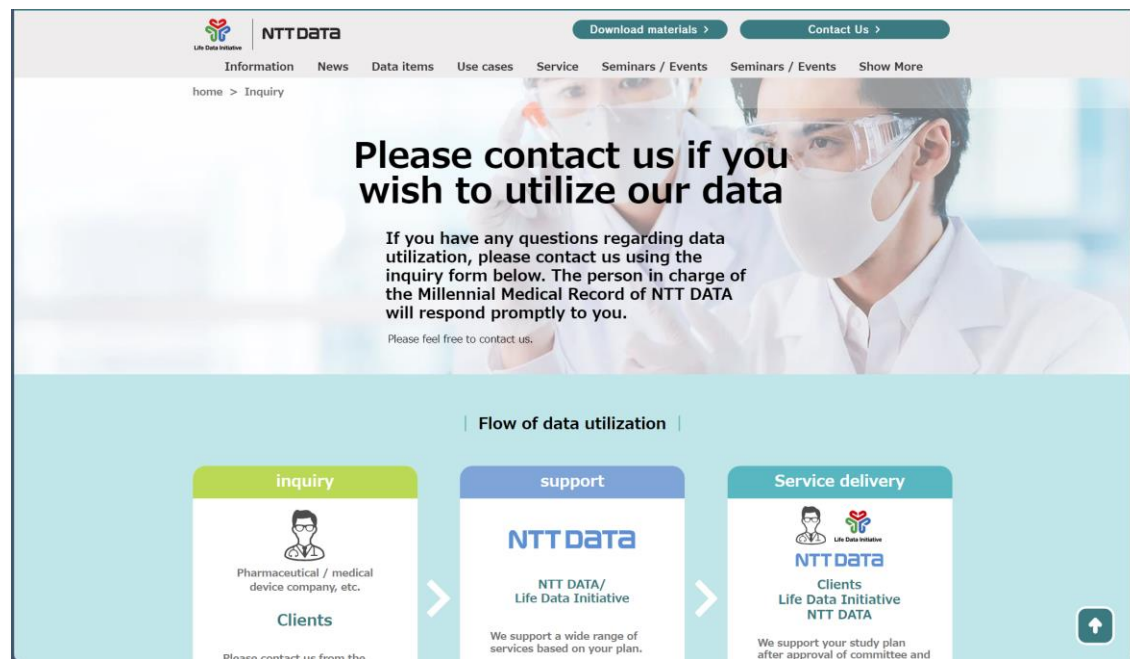 Life Data Initiative
NTT DATA
Download materials >
Contact Us >
Information News Data items Use cases Service Seminars / Events Seminars / Events Show More
home > Inquiry
Please contact us if you
wish to utilize our data
If you have any questions regarding data
utilization, please contact us using the
inquiry form below. The person in charge of
the Millennial Medical Record of NTT DATA
will respond promptly to you.
Please feel free to contact us.
Flow of data utilization
inquiry
Pharmaceutical / medical
device company, etc.
Clients
Please contact us from the
support
NTT DATA
NTT DATA/
Life Data Initiative
We support a wide range of
services based on your plan.
Service delivery
Life Data Initiative
NTT DATA
Clients
Life Data Initiative
NTT DATA
We support your study plan
after approval of committee and